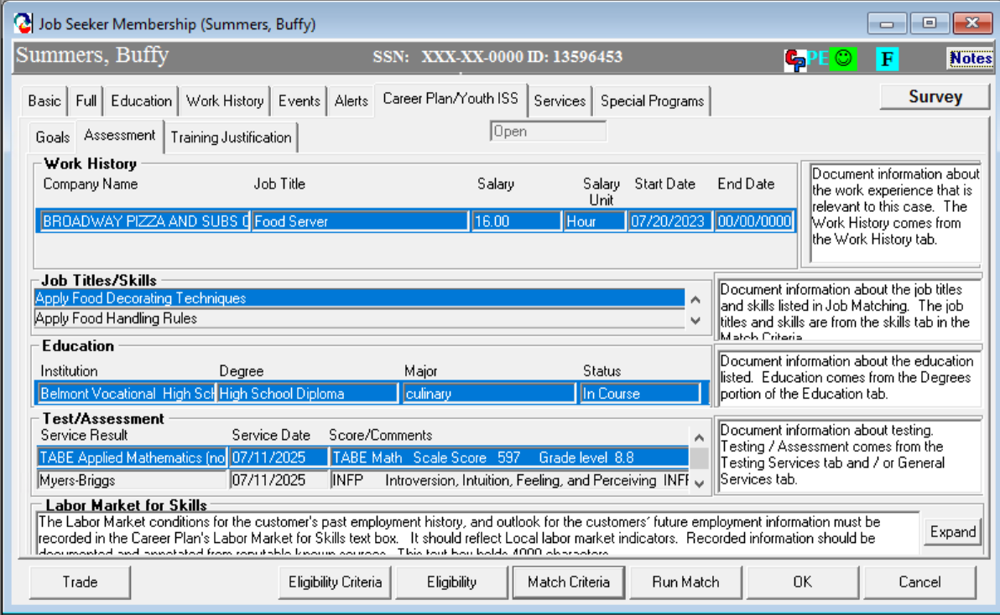 Job Seeker Membership (Summers, Buffy)
Summers, Buffy SSN: XXX-XX-0000 ID: 13596453 CP PE F Notes
Basic Full Education Work History Events Alerts Career Plan/Youth ISS Services Special Programs Survey
Goals Assessment Training Justification Open
Work History
Company Name Job Title Salary Salary Unit Start Date End Date
BROADWAY PIZZA AND SUBS Food Server 16.00 Hour 07/20/2023 00/00/0000
Document information about
the work experience that is
relevant to this case. The
Work History comes from
the Work History tab.
Job Titles/Skills
Apply Food Decorating Techniques
Apply Food Handling Rules
Document information about the job titles
and skills listed in Job Matching. The job
titles and skills are from the skills tab in the
Match Criteria
Education
Institution Degree Major Status
Belmont Vocational High Sch High School Diploma culinary In Course
Document information about the education
listed. Education comes from the Degrees
portion of the Education tab.
Test/Assessment
Service Result Service Date Score/Comments
TABE Applied Mathematics (no 07/11/2025 TABE Math Scale Score 597 Grade level 8.8
Myers-Briggs 07/11/2025 INFP Introversion, Intuition, Feeling, and Perceiving INFP
Document information about testing.
Testing / Assessment comes from the
Testing Services tab and / or General
Services tab.
Labor Market for Skills
The Labor Market conditions for the customer's past employment history, and outlook for the customers' future employment information must be
recorded in the Career Plan's Labor Market for Skills text box. It should reflect Local labor market indicators. Recorded information should be
documented and annotated from reputable known sources. This text box holds 4000 characters
Expand
Trade Eligibility Criteria Eligibility Match Criteria Run Match OK Cancel